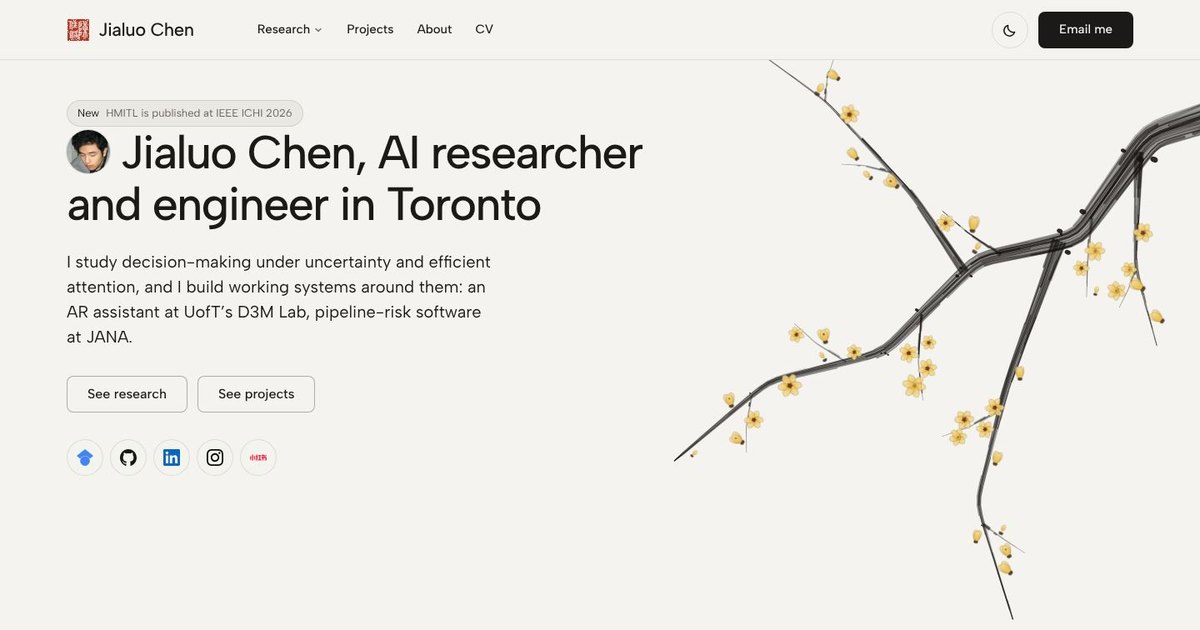 Jialuo Chen
Research
Projects
About
CV
Email me
New HMITL is published at IEEE ICHI 2026
Jialuo Chen, AI researcher
and engineer in Toronto
I study decision-making under uncertainty and efficient
attention, and I build working systems around them: an
AR assistant at UofT’s D3M Lab, pipeline-risk software
at JANA.
See research
See projects
in
小红书